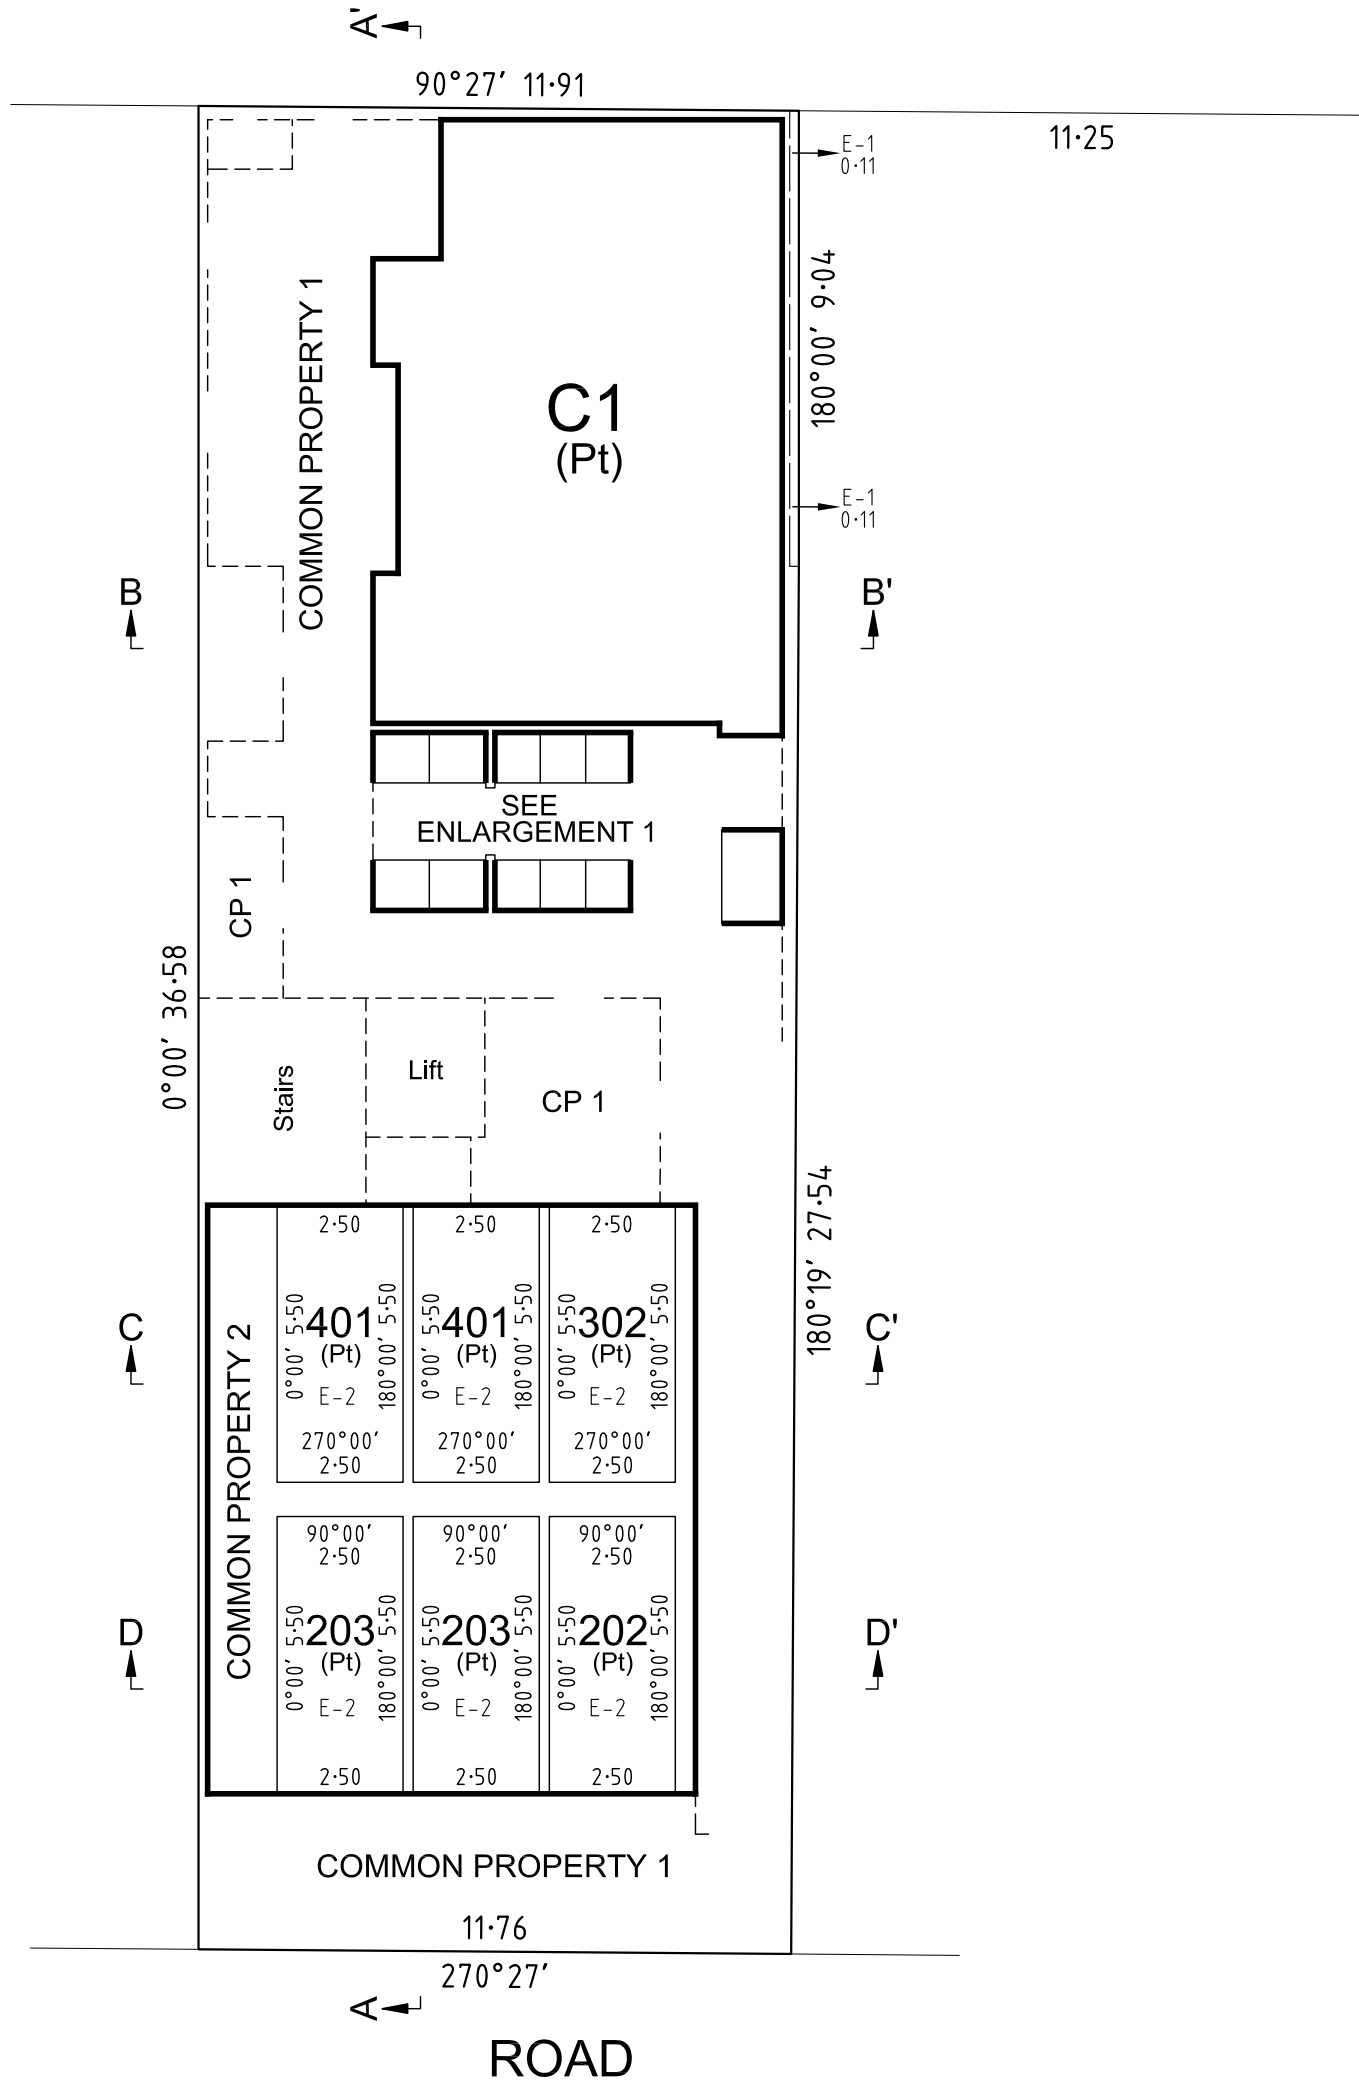 A'
90°27' 11·91
11·25
E-1
0·11
180°00' 9·04
COMMON PROPERTY 1
C1
(Pt)
E-1
0·11
B
B'
SEE
ENLARGEMENT 1
CP 1
0°00' 36·58
Stairs
Lift
CP 1
180°19' 27·54
C
C'
COMMON PROPERTY 2
2·50
0°00' 5·50
401
(Pt)
180°00' 5·50
E-2
270°00'
2·50
2·50
0°00' 5·50
401
(Pt)
180°00' 5·50
E-2
270°00'
2·50
2·50
0°00' 5·50
302
(Pt)
180°00' 5·50
E-2
270°00'
2·50
D
D'
90°00'
2·50
0°00' 5·50
203
(Pt)
180°00' 5·50
E-2
2·50
90°00'
2·50
0°00' 5·50
203
(Pt)
180°00' 5·50
E-2
2·50
90°00'
2·50
0°00' 5·50
202
(Pt)
180°00' 5·50
E-2
2·50
COMMON PROPERTY 1
11·76
270°27'
A
ROAD